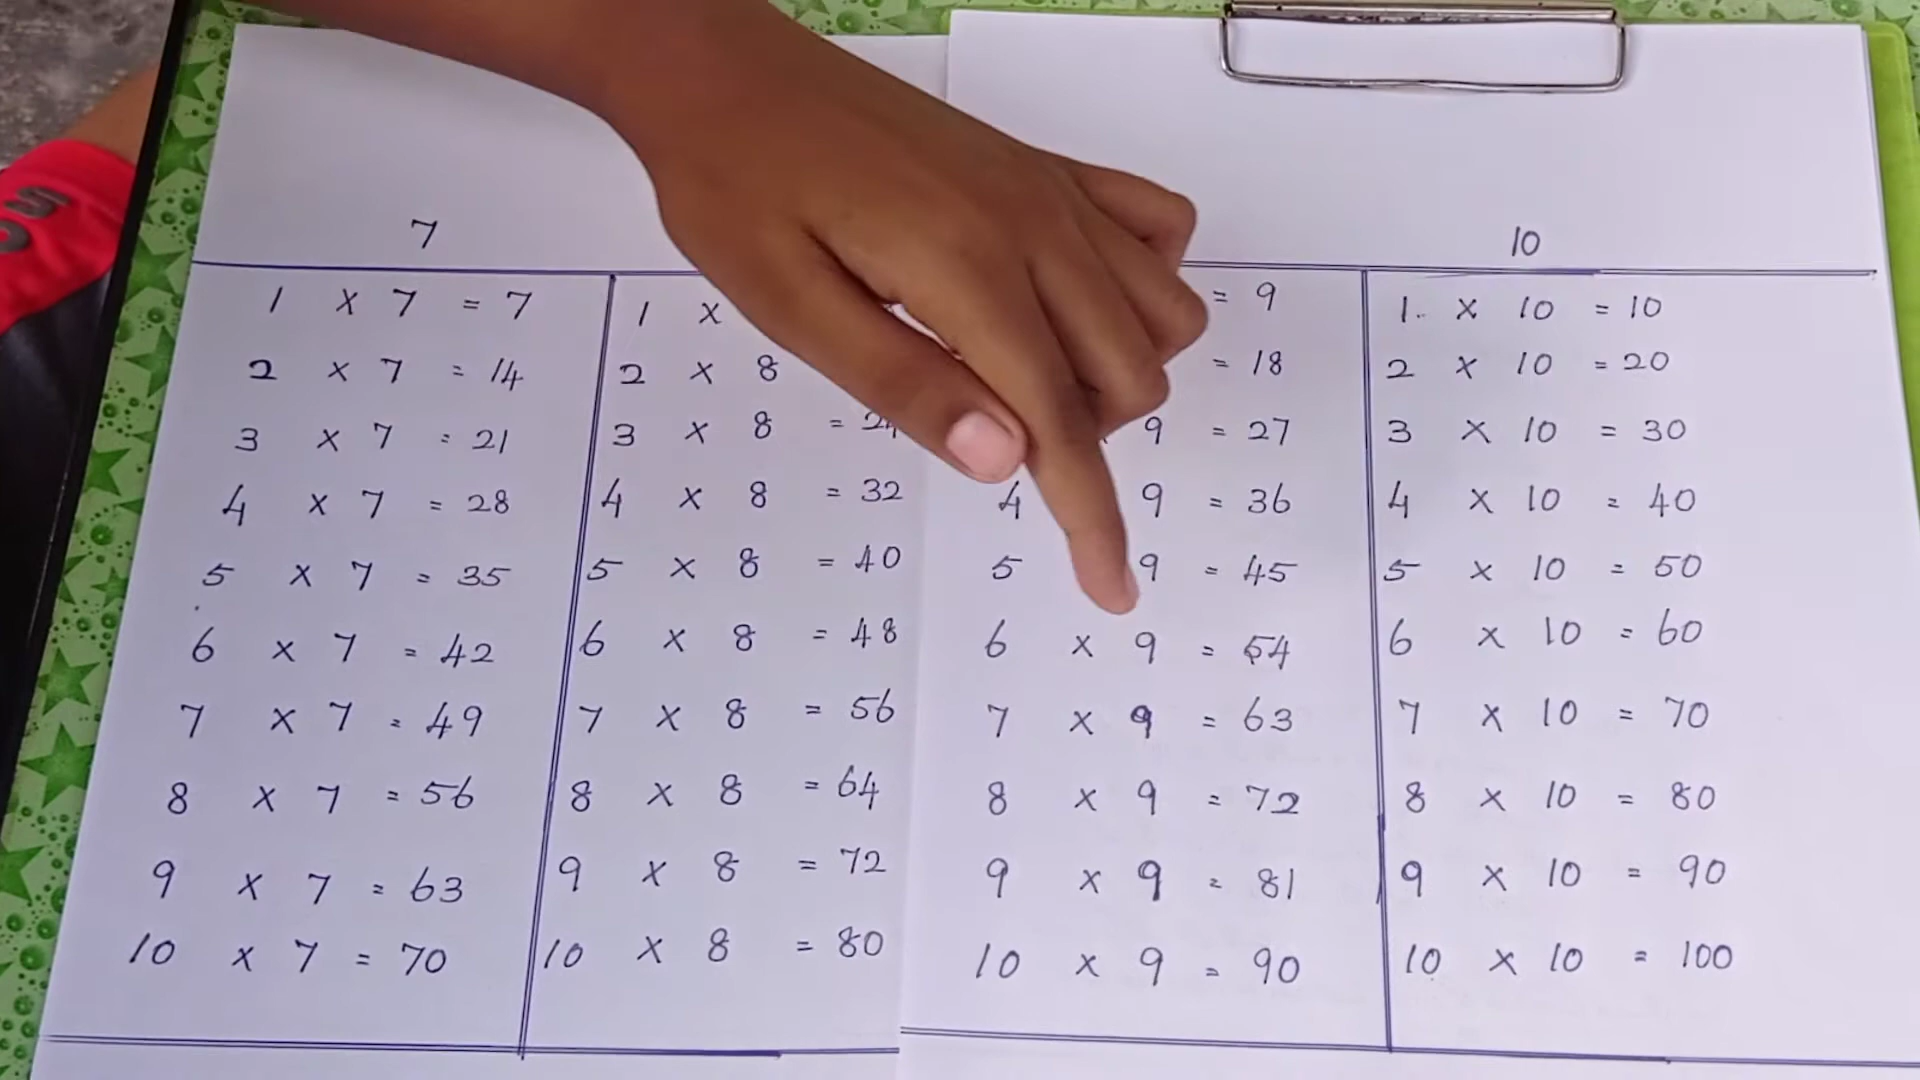 7
1 x 7 = 7
2 x 7 = 14
3 x 7 = 21
4 x 7 = 28
5 x 7 = 35
6 x 7 = 42
7 x 7 = 49
8 x 7 = 56
9 x 7 = 63
10 x 7 = 70
1 x
2 x 8
3 x 8 = 24
4 x 8 = 32
5 x 8 = 40
6 x 8 = 48
7 x 8 = 56
8 x 8 = 64
9 x 8 = 72
10 x 8 = 80
= 9
= 18
9 = 27
4 9 = 36
5 9 = 45
6 x 9 = 54
7 x 9 = 63
8 x 9 = 72
9 x 9 = 81
10 x 9 = 90
10
1. x 10 = 10
2 x 10 = 20
3 x 10 = 30
4 x 10 = 40
5 x 10 = 50
6 x 10 = 60
7 x 10 = 70
8 x 10 = 80
9 x 10 = 90
10 x 10 = 100